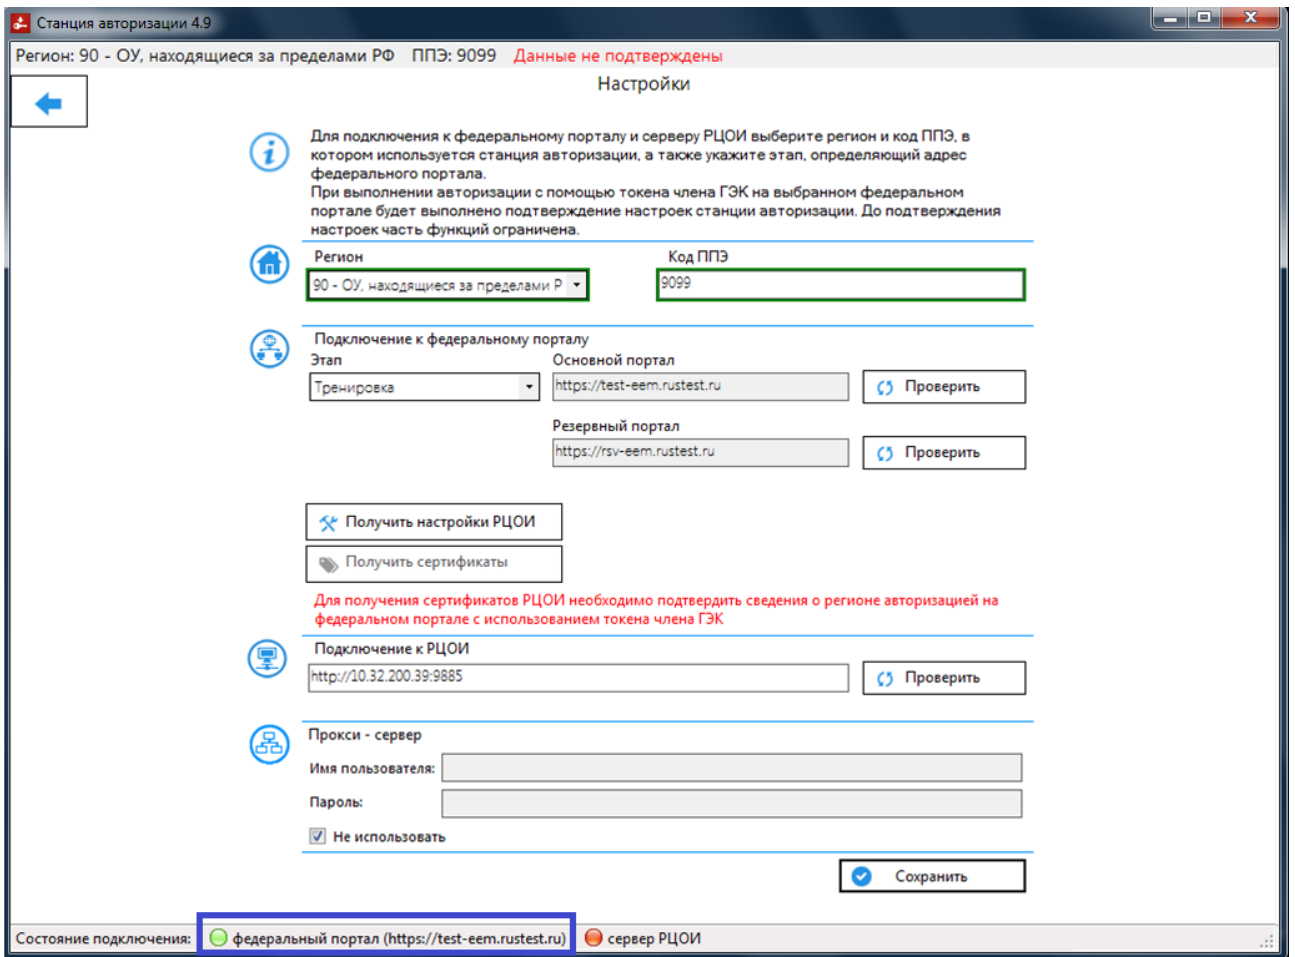 Станция авторизации 4.9
Регион: 90 - ОУ, находящиеся за пределами РФ ППЭ: 9099 Данные не подтверждены
Настройки
Для подключения к федеральному порталу и серверу РЦОИ выберите регион и код ППЭ, в
котором используется станция авторизации, а также укажите этап, определяющий адрес
федерального портала.
При выполнении авторизации с помощью токена члена ГЭК на выбранном федеральном
портале будет выполнено подтверждение настроек станции авторизации. До подтверждения
настроек часть функций ограничена.
Регион Код ППЭ
90 - ОУ, находящиеся за пределами Р 9099
Подключение к федеральному порталу
Этап Основной портал
Тренировка https://test-eem.rustest.ru Проверить
Резервный портал
https://rsv-eem.rustest.ru Проверить
Получить настройки РЦОИ
Получить сертификаты
Для получения сертификатов РЦОИ необходимо подтвердить сведения о регионе авторизацией на
федеральном портале с использованием токена члена ГЭК
Подключение к РЦОИ
http://10.32.200.39:9885 Проверить
Прокси - сервер
Имя пользователя:
Пароль:
Не использовать
Сохранить
Состояние подключения: федеральный портал (https://test-eem.rustest.ru) сервер РЦОИ